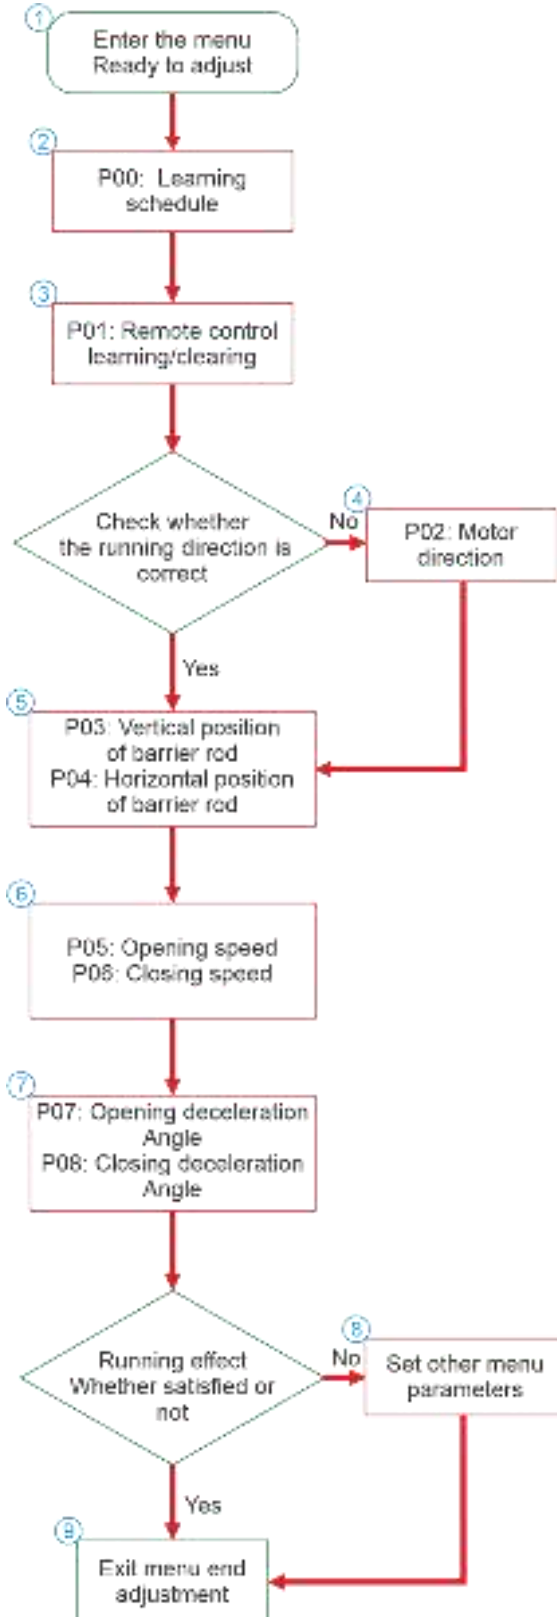 1
Enter the menu
Ready to adjust
2
P00: Learning
schedule
3
P01: Remote control
learning/clearing
Check whether
the running direction is
correct
No
4
P02: Motor
direction
Yes
5
P03: Vertical position
of barrier rod
P04: Horizontal position
of barrier rod
6
P05: Opening speed
P06: Closing speed
7
P07: Opening deceleration
Angle
P08: Closing deceleration
Angle
Running effect
Whether satisfied or
not
No
8
Set other menu
parameters
Yes
9
Exit menu end
adjustment